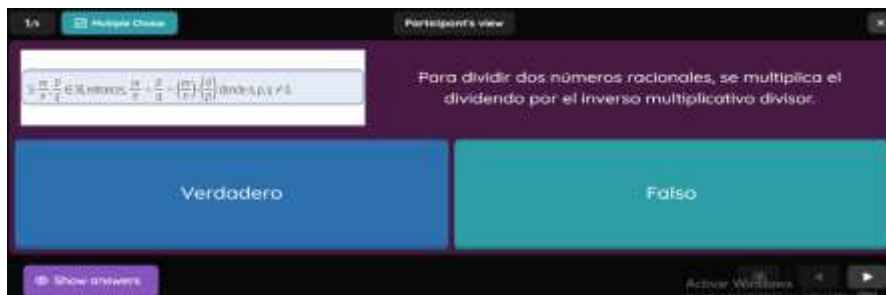 1/1
Multiple Choice
Participant's view
Para dividir dos números racionales, se multiplica el
dividendo por el inverso multiplicativo divisor.
Verdadero
Falso
Show answers
Activar Windows